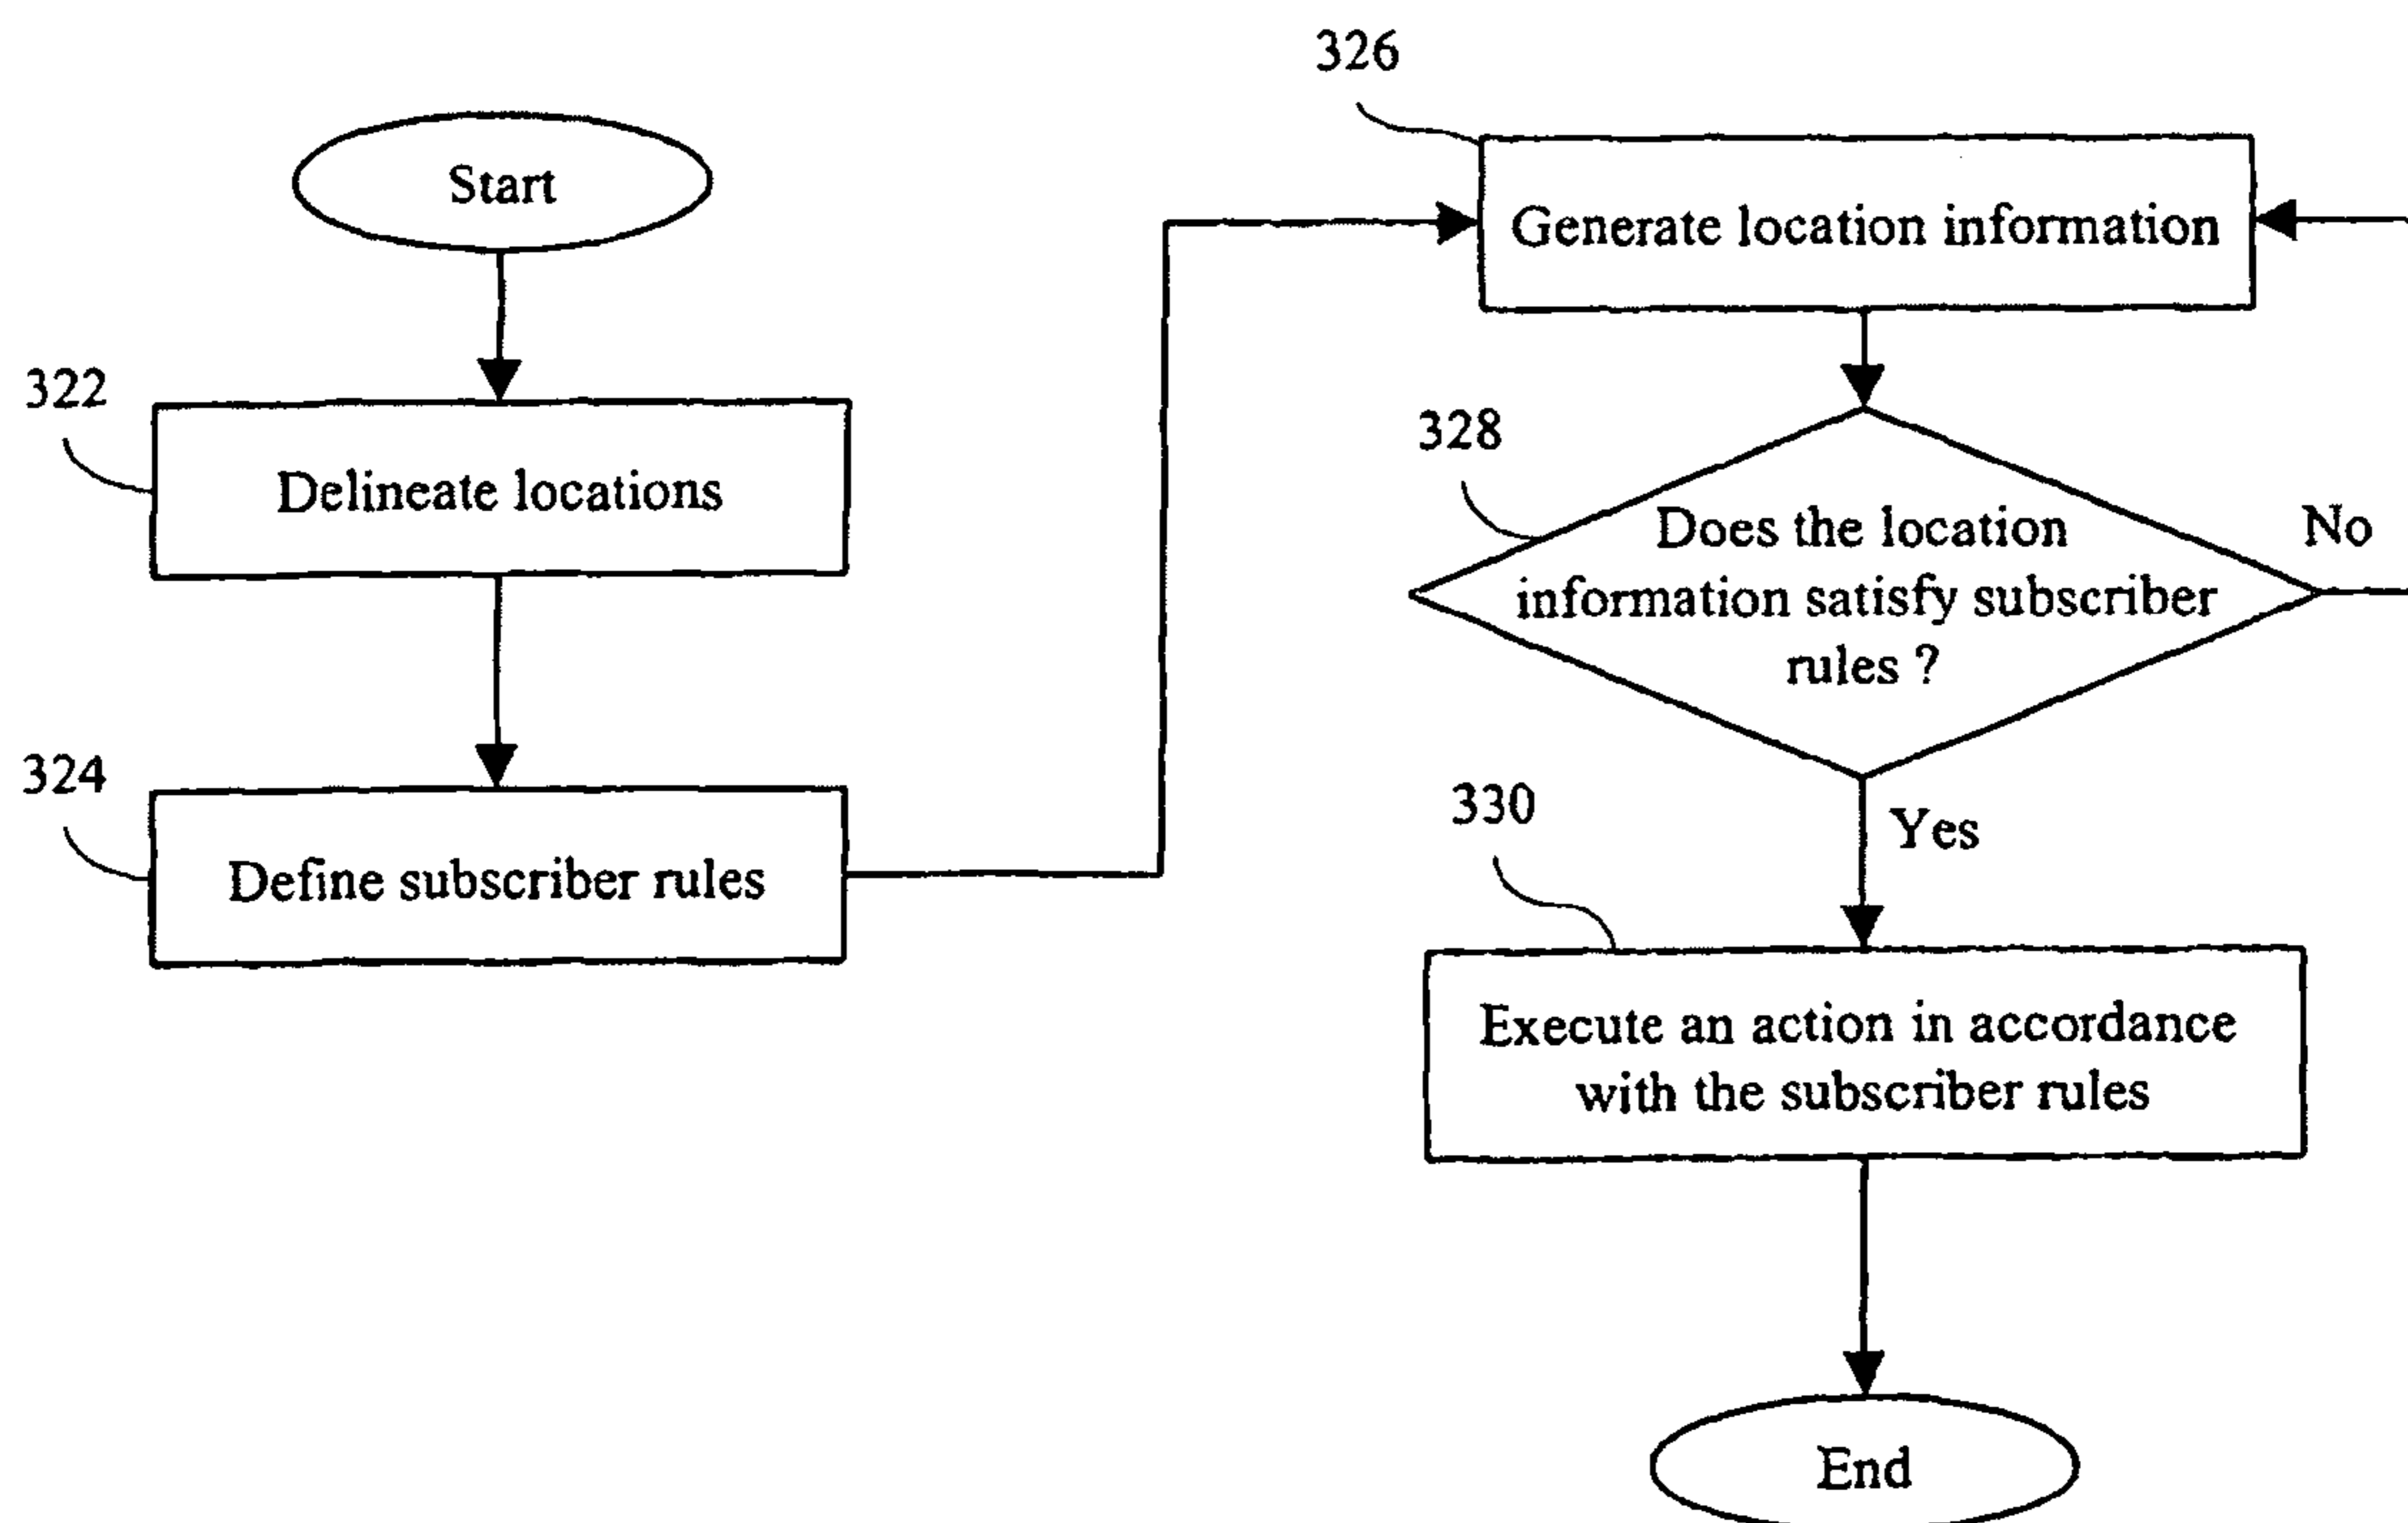 Start
322
Delineate locations
324
Define subscriber rules
326
Generate location information
328
Does the location
information satisfy subscriber
rules ?
No
Yes
330
Execute an action in accordance
with the subscriber rules
End